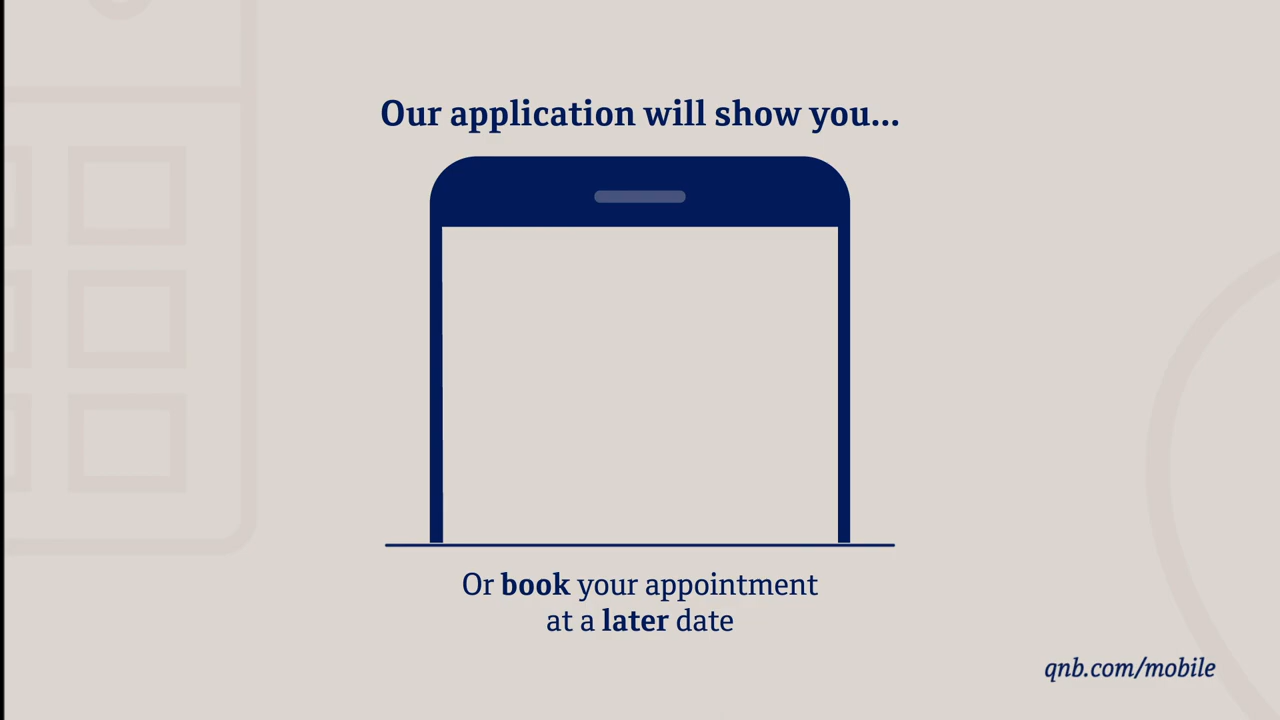 Our application will show you...
Or book your appointment
at a later date
qnb.com/mobile